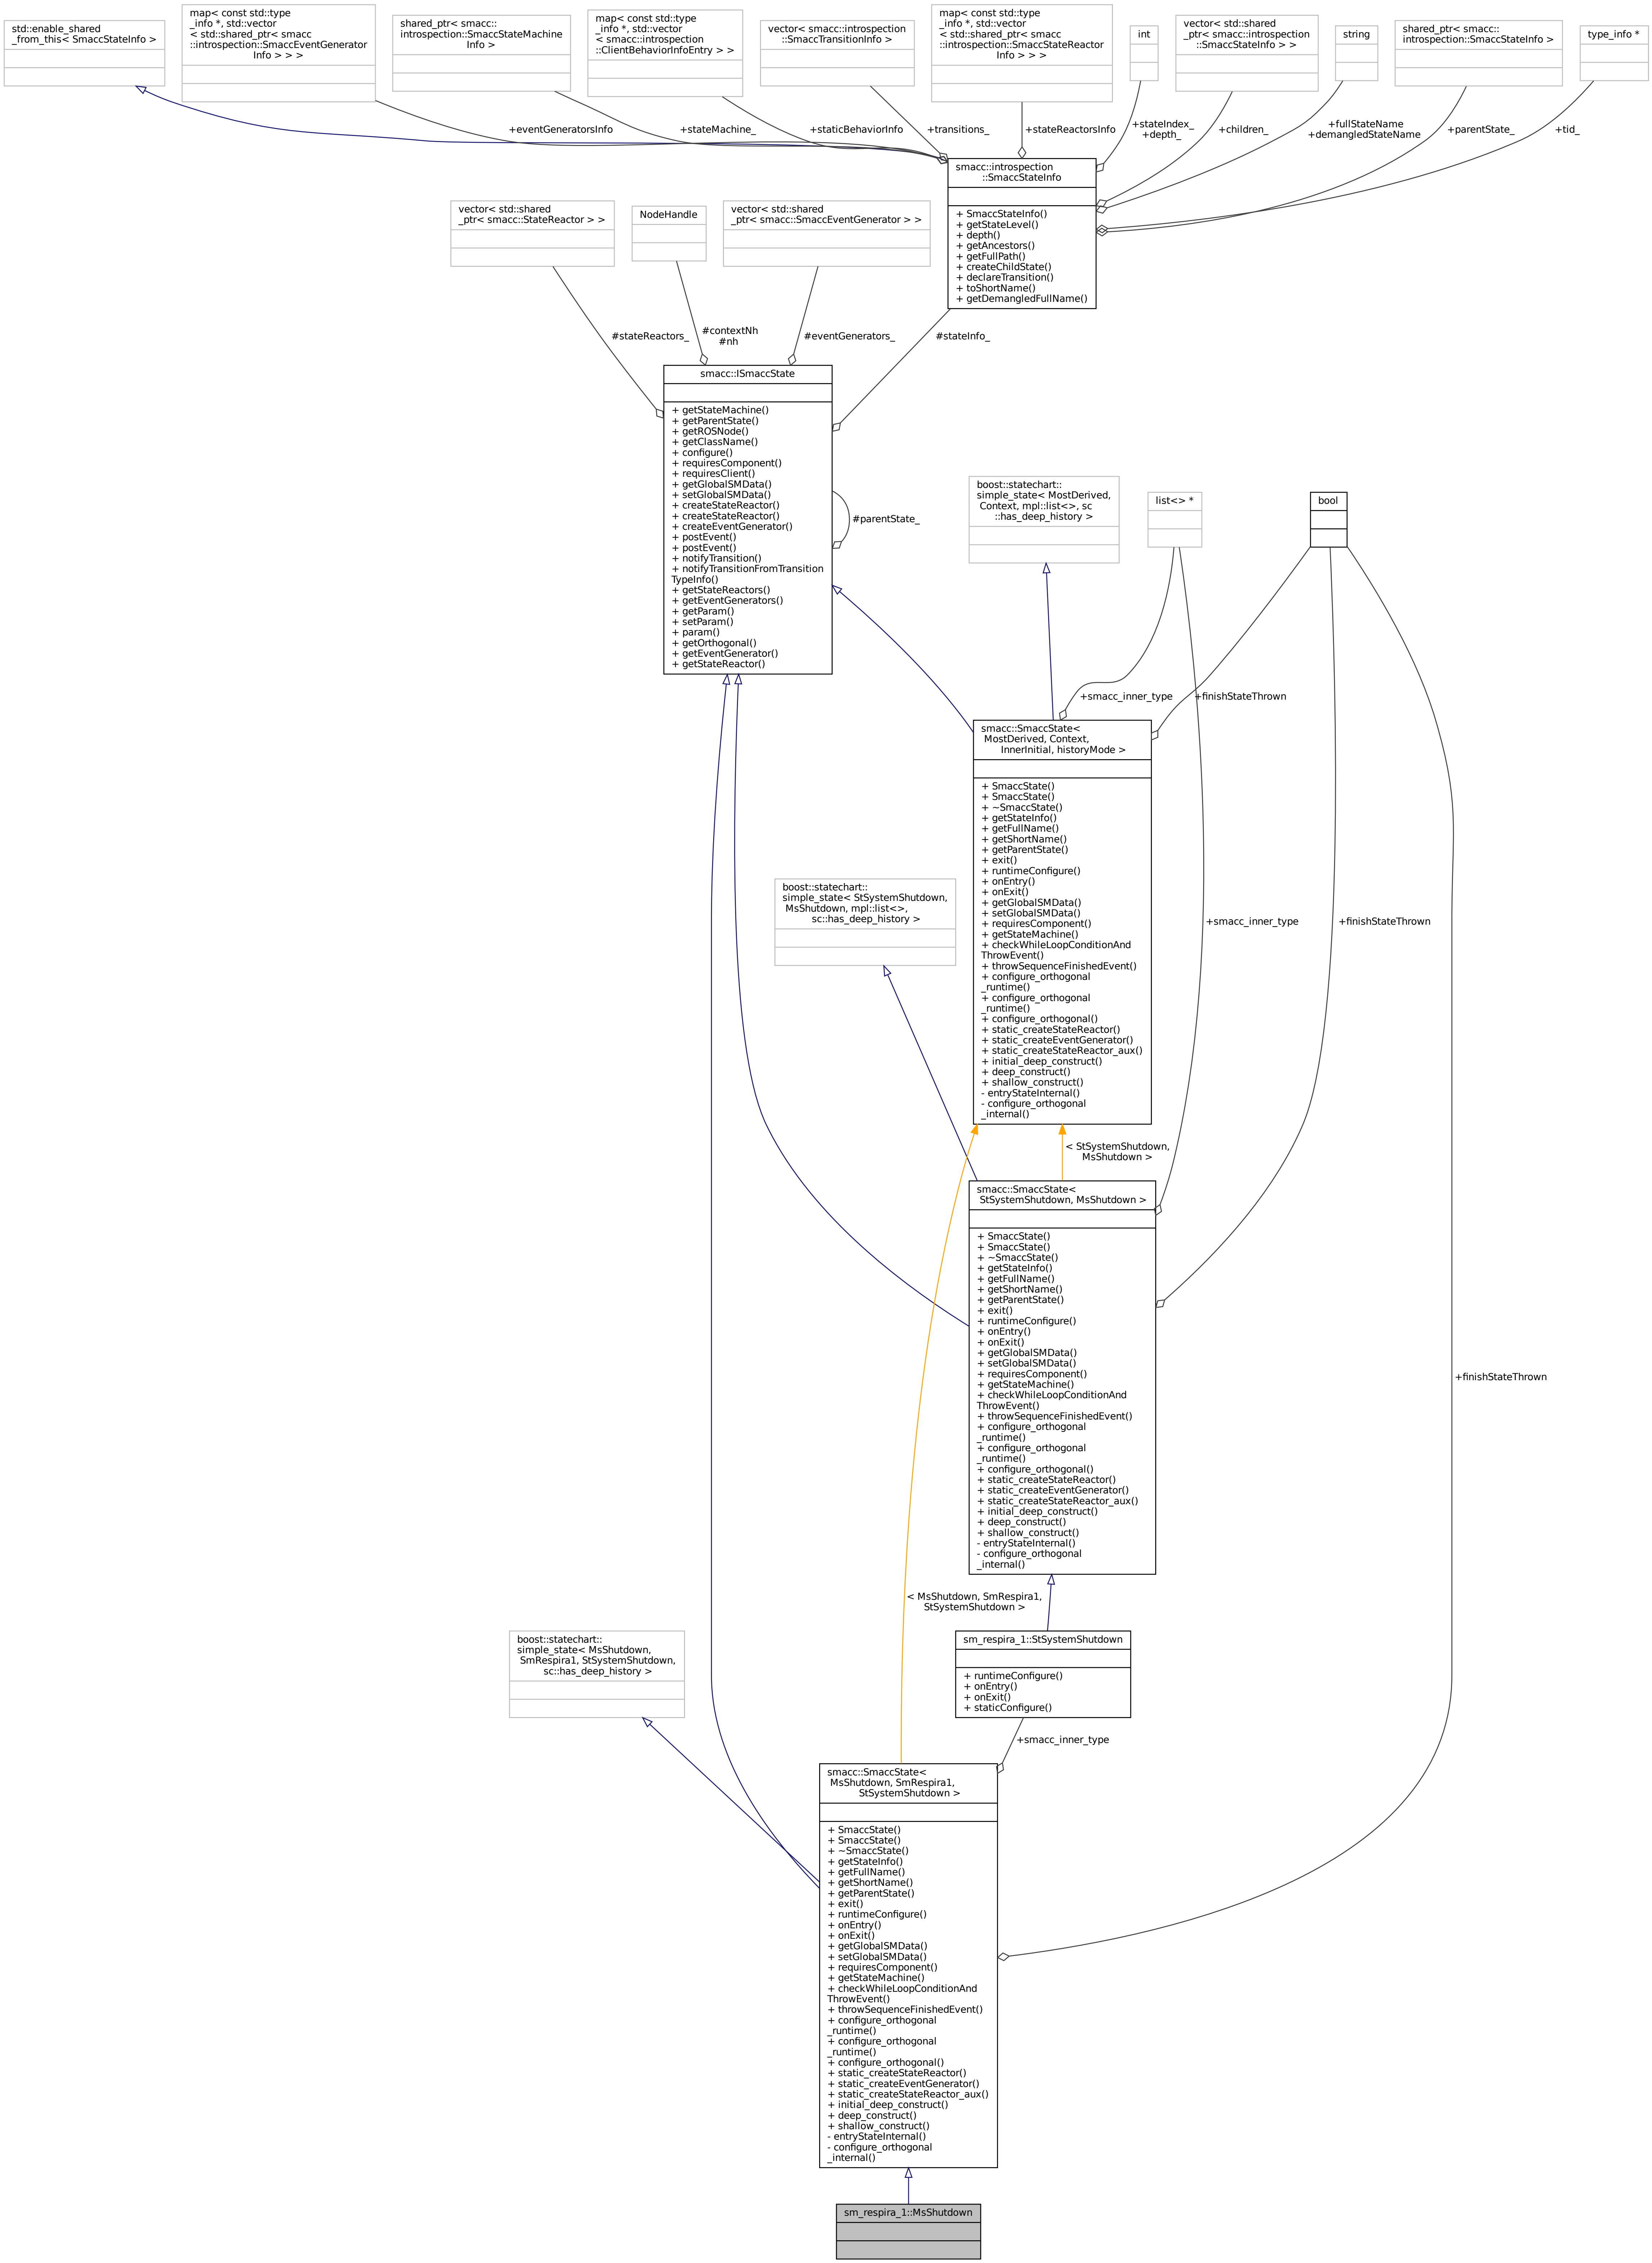 std::enable_shared
_from_this< SmaccStateInfo >
map< const std::type
_info *, std::vector
< std::shared_ptr< smacc
::introspection::SmaccEventGenerator
Info > > >
shared_ptr< smacc::
introspection::SmaccStateMachine
Info >
map< const std::type
_info *, std::vector
< smacc::introspection
::ClientBehaviorInfoEntry > >
vector< smacc::introspection
::SmaccTransitionInfo >
map< const std::type
_info *, std::vector
< std::shared_ptr< smacc
::introspection::SmaccStateReactor
Info > > >
int
vector< std::shared
_ptr< smacc::introspection
::SmaccStateInfo > >
string
shared_ptr< smacc::
introspection::SmaccStateInfo >
type_info *
+eventGeneratorsInfo
+stateMachine_
+staticBehaviorInfo
+transitions_
+stateReactorsInfo
+stateIndex_
+depth_
+children_
+fullStateName
+demangledStateName
+parentState_
+tid_
smacc::introspection
::SmaccStateInfo
+ SmaccStateInfo()
+ getStateLevel()
+ depth()
+ getAncestors()
+ getFullPath()
+ createChildState()
+ declareTransition()
+ toShortName()
+ getDemangledFullName()
vector< std::shared
_ptr< smacc::StateReactor > >
NodeHandle
vector< std::shared
_ptr< smacc::SmaccEventGenerator > >
#stateReactors_
#contextNh
#nh
#eventGenerators_
#stateInfo_
smacc::ISmaccState
+ getStateMachine()
+ getParentState()
+ getROSNode()
+ getClassName()
+ configure()
+ requiresComponent()
+ requiresClient()
+ getGlobalSMData()
+ setGlobalSMData()
+ createStateReactor()
+ createStateReactor()
+ createEventGenerator()
+ postEvent()
+ postEvent()
+ notifyTransition()
+ notifyTransitionFromTransition
TypeInfo()
+ getStateReactors()
+ getEventGenerators()
+ getParam()
+ setParam()
+ param()
+ getOrthogonal()
+ getEventGenerator()
+ getStateReactor()
#parentState_
boost::statechart::
simple_state< MostDerived,
Context, mpl::list<>, sc
::has_deep_history >
list<> *
bool
+smacc_inner_type
+finishStateThrown
smacc::SmaccState<
MostDerived, Context,
InnerInitial, historyMode >
+ SmaccState()
+ SmaccState()
+ ~SmaccState()
+ getStateInfo()
+ getFullName()
+ getShortName()
+ getParentState()
+ exit()
+ runtimeConfigure()
+ onEntry()
+ onExit()
+ getGlobalSMData()
+ setGlobalSMData()
+ requiresComponent()
+ getStateMachine()
+ checkWhileLoopConditionAnd
ThrowEvent()
+ throwSequenceFinishedEvent()
+ configure_orthogonal
_runtime()
+ configure_orthogonal
_runtime()
+ configure_orthogonal()
+ static_createStateReactor()
+ static_createEventGenerator()
+ static_createStateReactor_aux()
+ initial_deep_construct()
+ deep_construct()
+ shallow_construct()
- entryStateInternal()
- configure_orthogonal
_internal()
boost::statechart::
simple_state< StSystemShutdown,
MsShutdown, mpl::list<>,
sc::has_deep_history >
+smacc_inner_type
+finishStateThrown
< StSystemShutdown,
MsShutdown >
smacc::SmaccState<
StSystemShutdown, MsShutdown >
+ SmaccState()
+ SmaccState()
+ ~SmaccState()
+ getStateInfo()
+ getFullName()
+ getShortName()
+ getParentState()
+ exit()
+ runtimeConfigure()
+ onEntry()
+ onExit()
+ getGlobalSMData()
+ setGlobalSMData()
+ requiresComponent()
+ getStateMachine()
+ checkWhileLoopConditionAnd
ThrowEvent()
+ throwSequenceFinishedEvent()
+ configure_orthogonal
_runtime()
+ configure_orthogonal
_runtime()
+ configure_orthogonal()
+ static_createStateReactor()
+ static_createEventGenerator()
+ static_createStateReactor_aux()
+ initial_deep_construct()
+ deep_construct()
+ shallow_construct()
- entryStateInternal()
- configure_orthogonal
_internal()
+finishStateThrown
< MsShutdown, SmRespira1,
StSystemShutdown >
boost::statechart::
simple_state< MsShutdown,
SmRespira1, StSystemShutdown,
sc::has_deep_history >
sm_respira_1::StSystemShutdown
+ runtimeConfigure()
+ onEntry()
+ onExit()
+ staticConfigure()
+smacc_inner_type
smacc::SmaccState<
MsShutdown, SmRespira1,
StSystemShutdown >
+ SmaccState()
+ SmaccState()
+ ~SmaccState()
+ getStateInfo()
+ getFullName()
+ getShortName()
+ getParentState()
+ exit()
+ runtimeConfigure()
+ onEntry()
+ onExit()
+ getGlobalSMData()
+ setGlobalSMData()
+ requiresComponent()
+ getStateMachine()
+ checkWhileLoopConditionAnd
ThrowEvent()
+ throwSequenceFinishedEvent()
+ configure_orthogonal
_runtime()
+ configure_orthogonal
_runtime()
+ configure_orthogonal()
+ static_createStateReactor()
+ static_createEventGenerator()
+ static_createStateReactor_aux()
+ initial_deep_construct()
+ deep_construct()
+ shallow_construct()
- entryStateInternal()
- configure_orthogonal
_internal()
sm_respira_1::MsShutdown